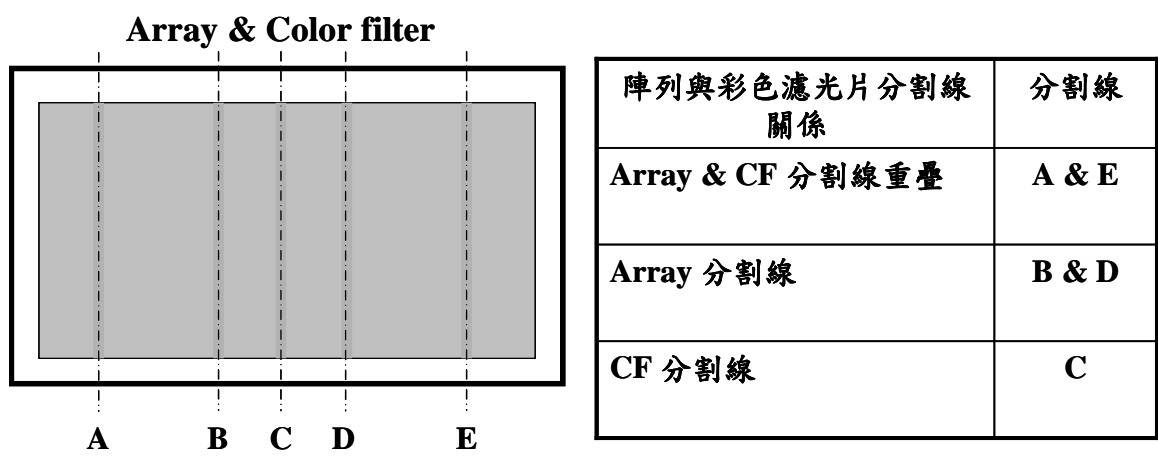 Array & Color filter
A B C D E
陣列與彩色濾光片分割線
關係
分割線
Array & CF 分割線重疊
A & E
Array 分割線
B & D
CF 分割線
C